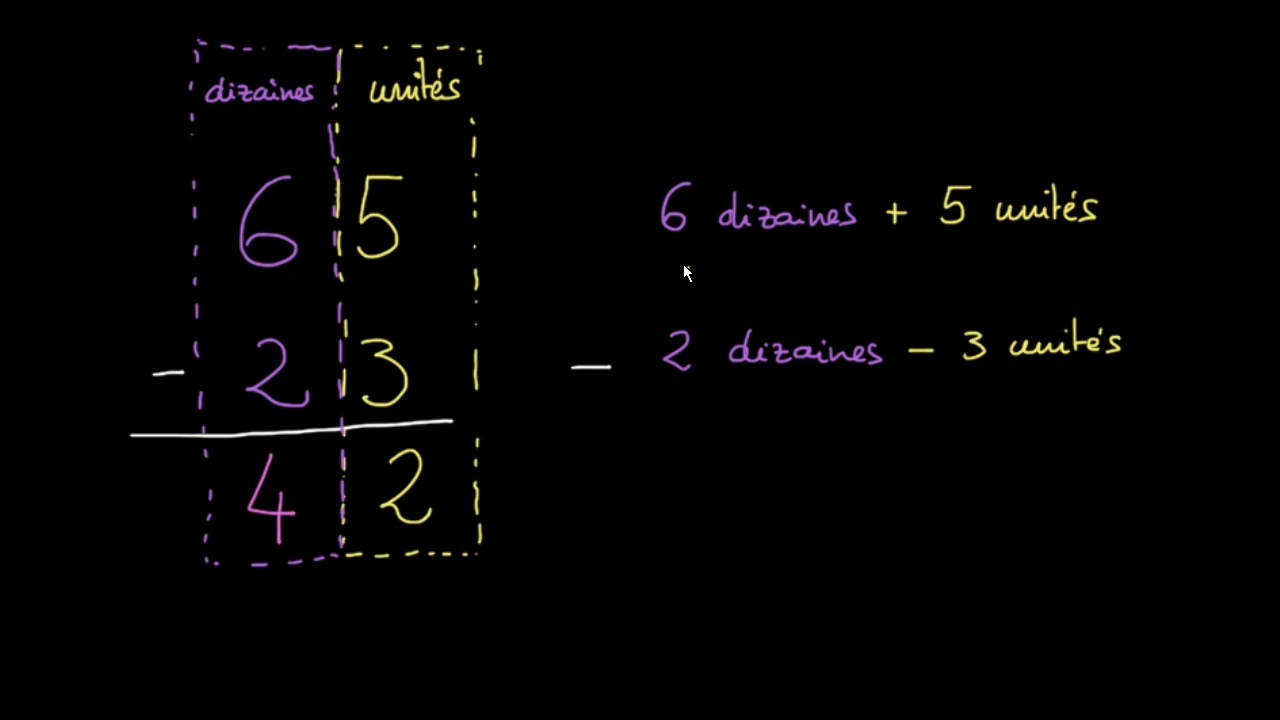 dizaines unités
6 5
6 dizaines + 5 unités
- 2 3
- 2 dizaines - 3 unités
4 2